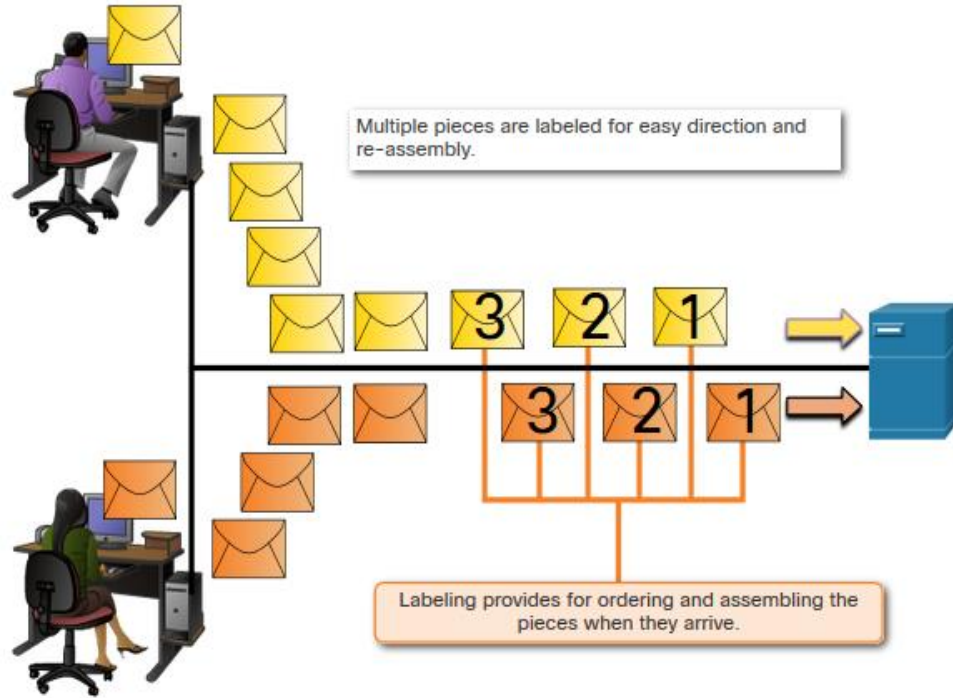 Multiple pieces are labeled for easy direction and
re-assembly.
3 2 1
3 2 1
Labeling provides for ordering and assembling the
pieces when they arrive.